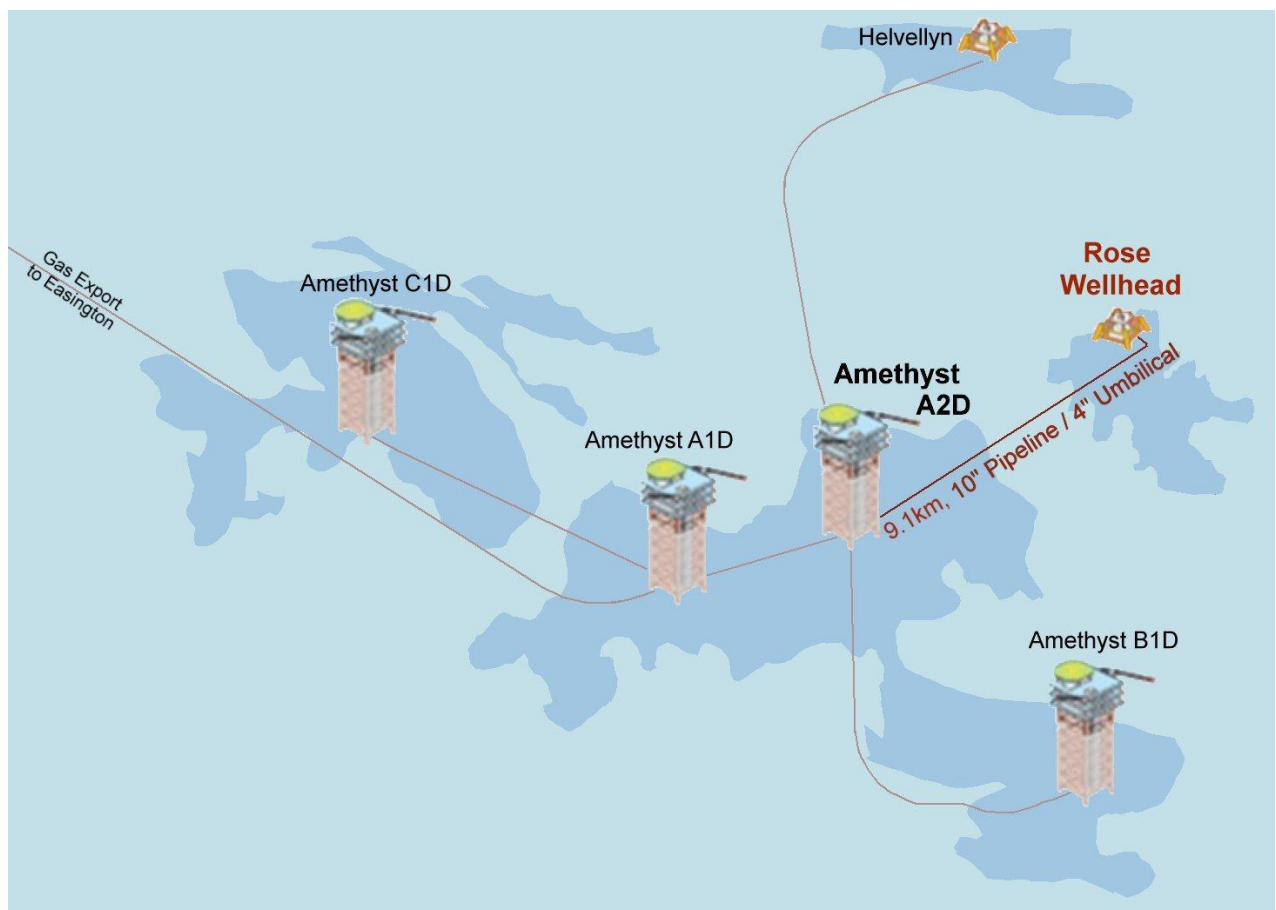 Helvellyn
Gas Export
to Easington
Amethyst C1D
Rose
Wellhead
Amethyst
A2D
Amethyst A1D
9.1km, 10" Pipeline / 4" Umbilical
Amethyst B1D